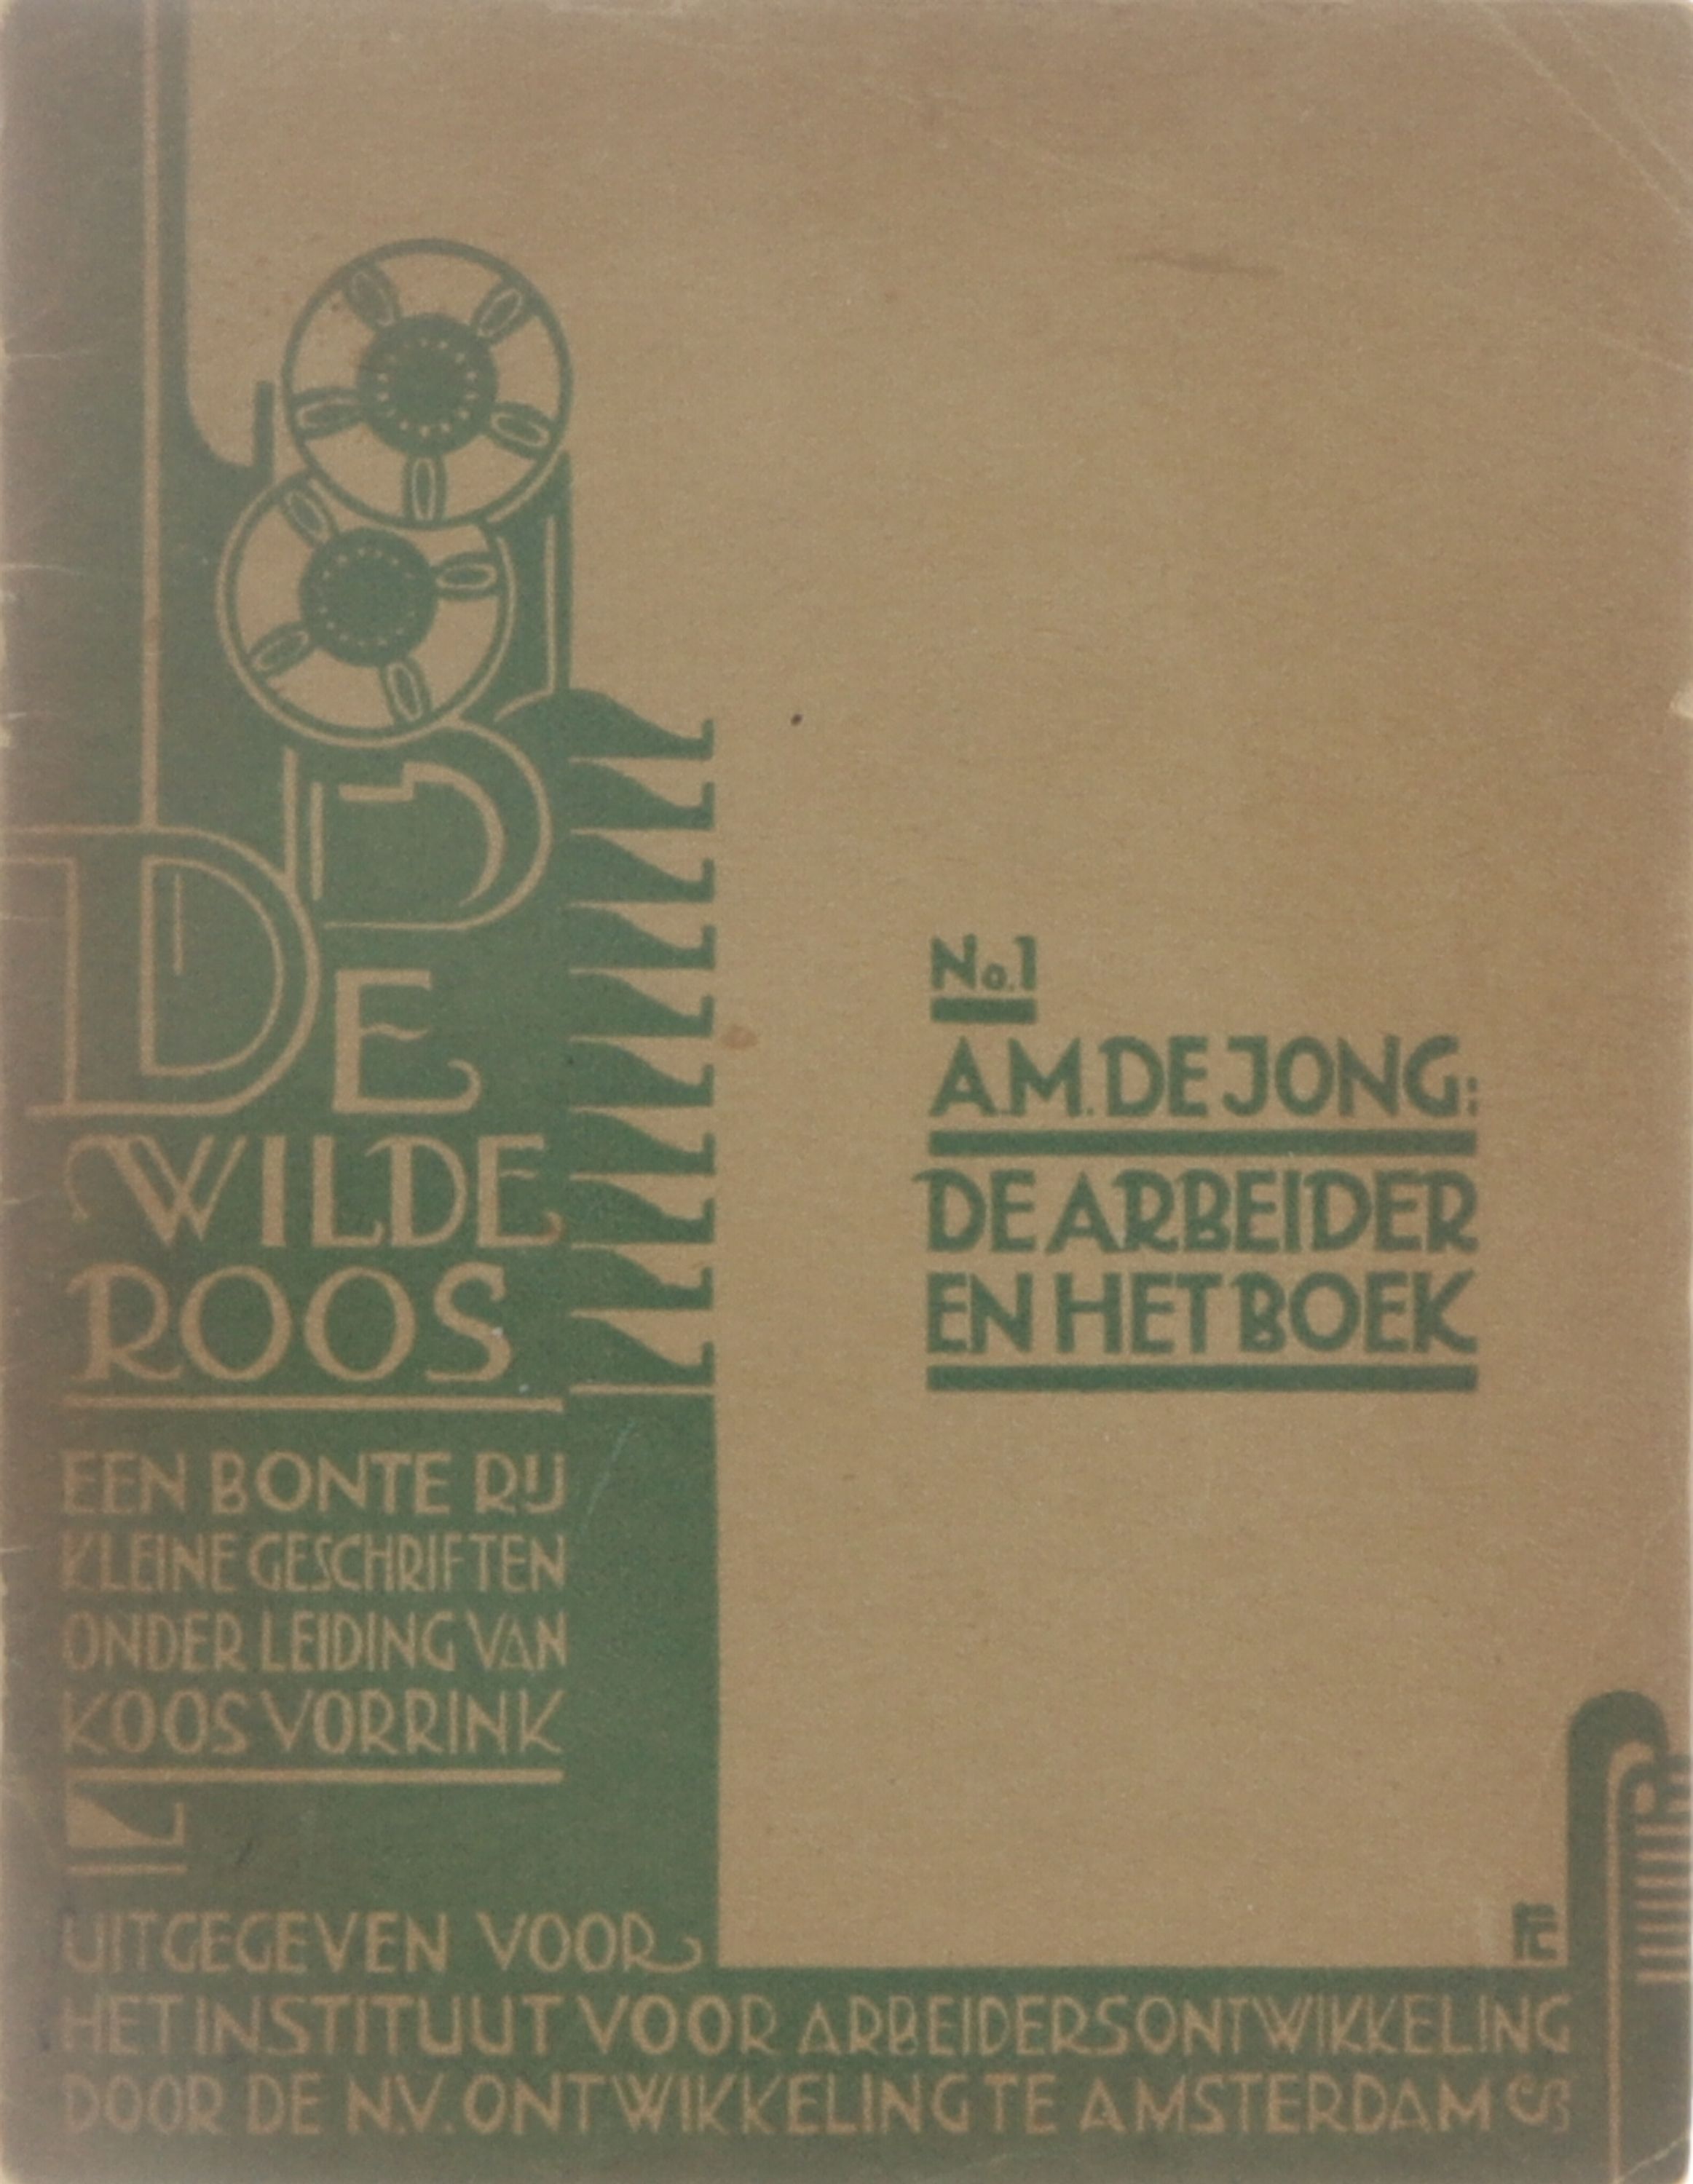 DE
WILDE
ROOS
EEN BONTE RIJ
KLEINE GESCHRIFTEN
ONDER LEIDING VAN
KOOS VORRINK
No.1
A.M. DE JONG:
DE ARBEIDER
EN HET BOEK
UITGEGEVEN VOOR
HET INSTITUUT VOOR ARBEIDERSONTWIKKELING
DOOR DE N.V. ONTWIKKELING TE AMSTERDAM